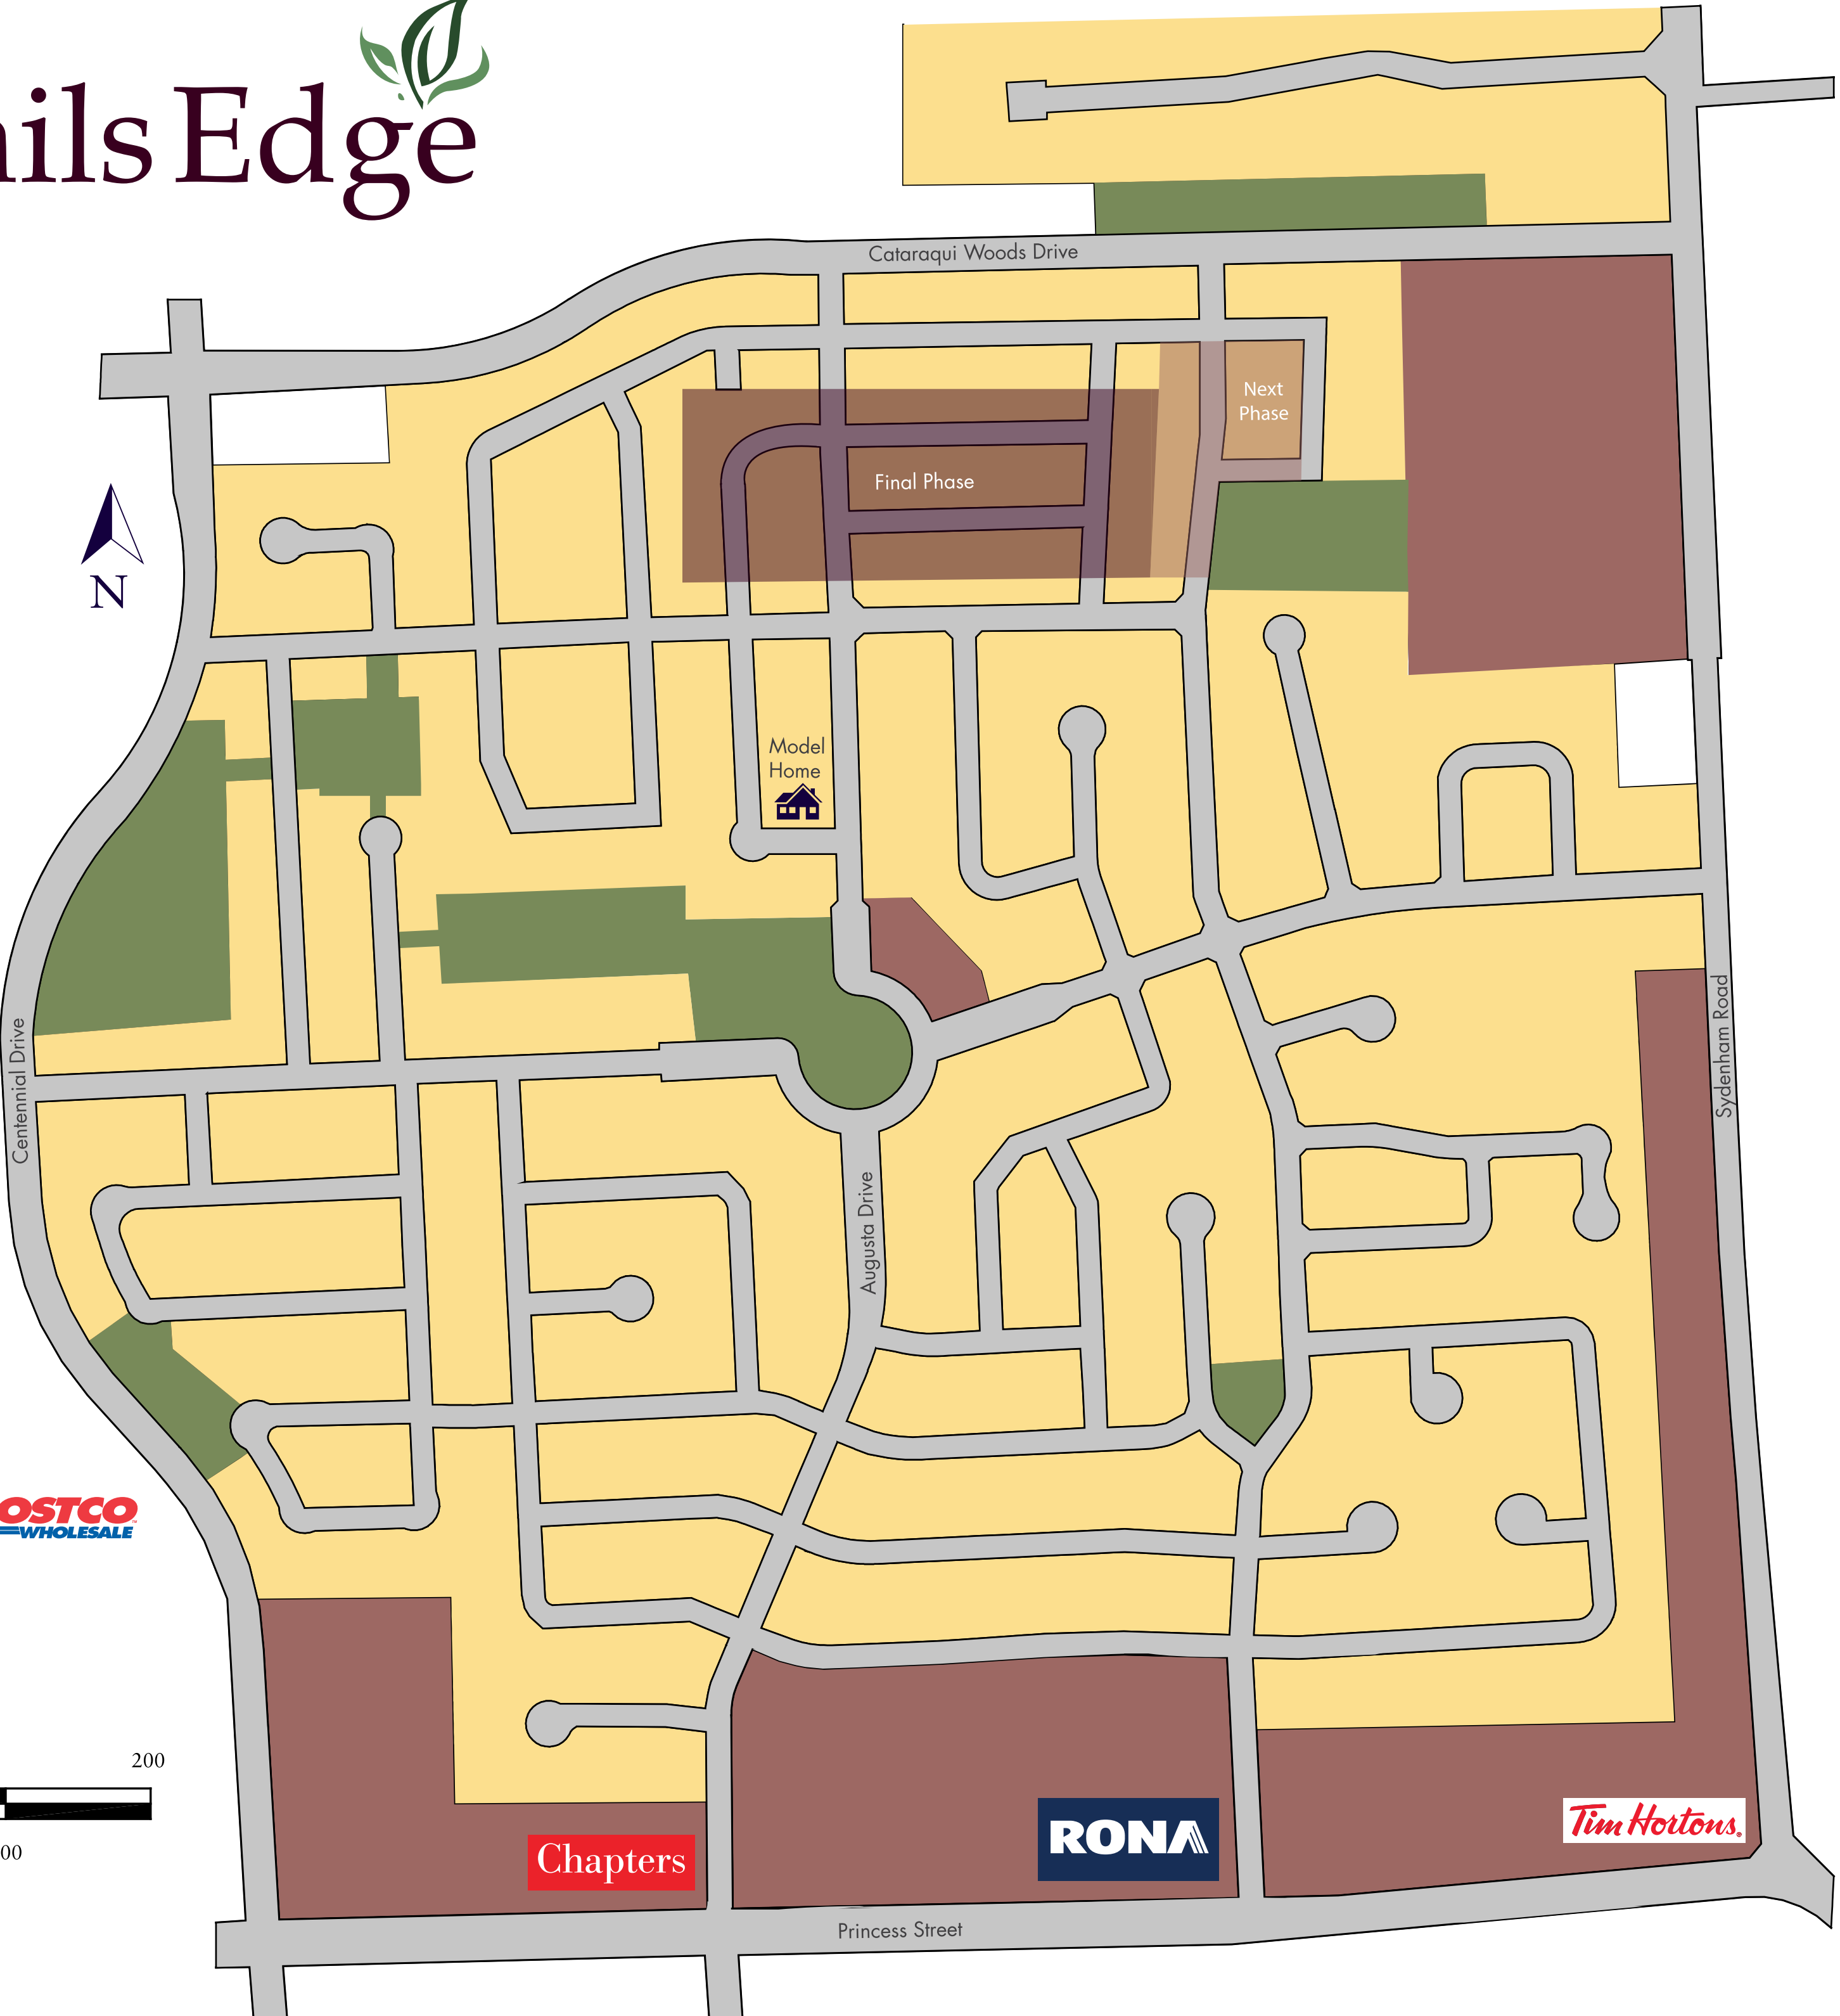 ils Edge
Cataraqui Woods Drive
Next
Phase
Final Phase
N
Model
Home
Centennial Drive
Sydenham Road
Augusta Drive
OSTCO
WHOLESALE
200
00
Chapters
RONA
Tim Hortons.
Princess Street